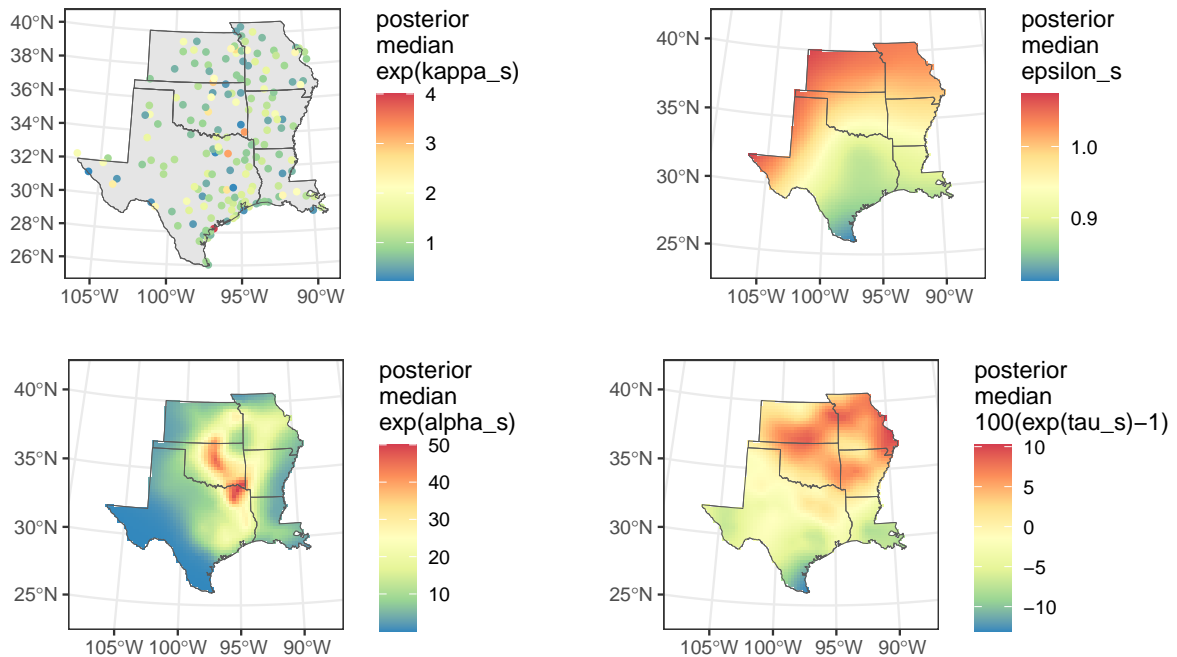 posterior
median
exp(kappa_s)
40°N
38°N
36°N
34°N
32°N
30°N
28°N
26°N
105°W 100°W 95°W 90°W
4
3
2
1
posterior
median
epsilon_s
40°N
35°N
30°N
25°N
105°W 100°W 95°W 90°W
1.0
0.9
posterior
median
exp(alpha_s)
40°N
35°N
30°N
25°N
105°W 100°W 95°W 90°W
50
40
30
20
10
posterior
median
100(exp(tau_s)−1)
40°N
35°N
30°N
25°N
105°W 100°W 95°W 90°W
10
5
0
−5
−10